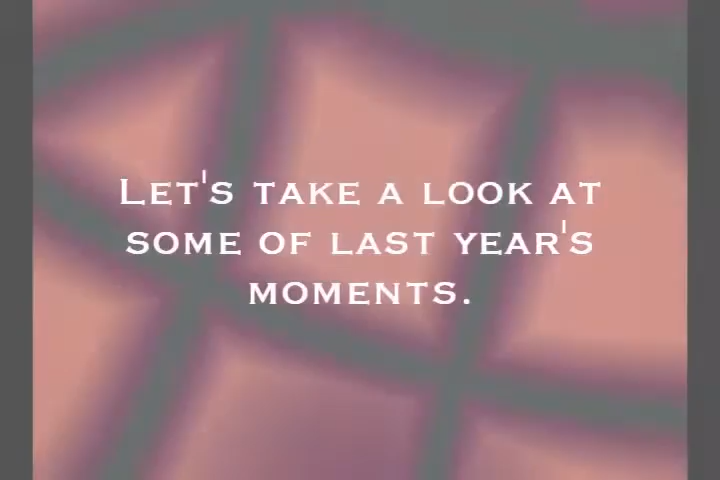 Let's take a look at
some of last year's
moments.